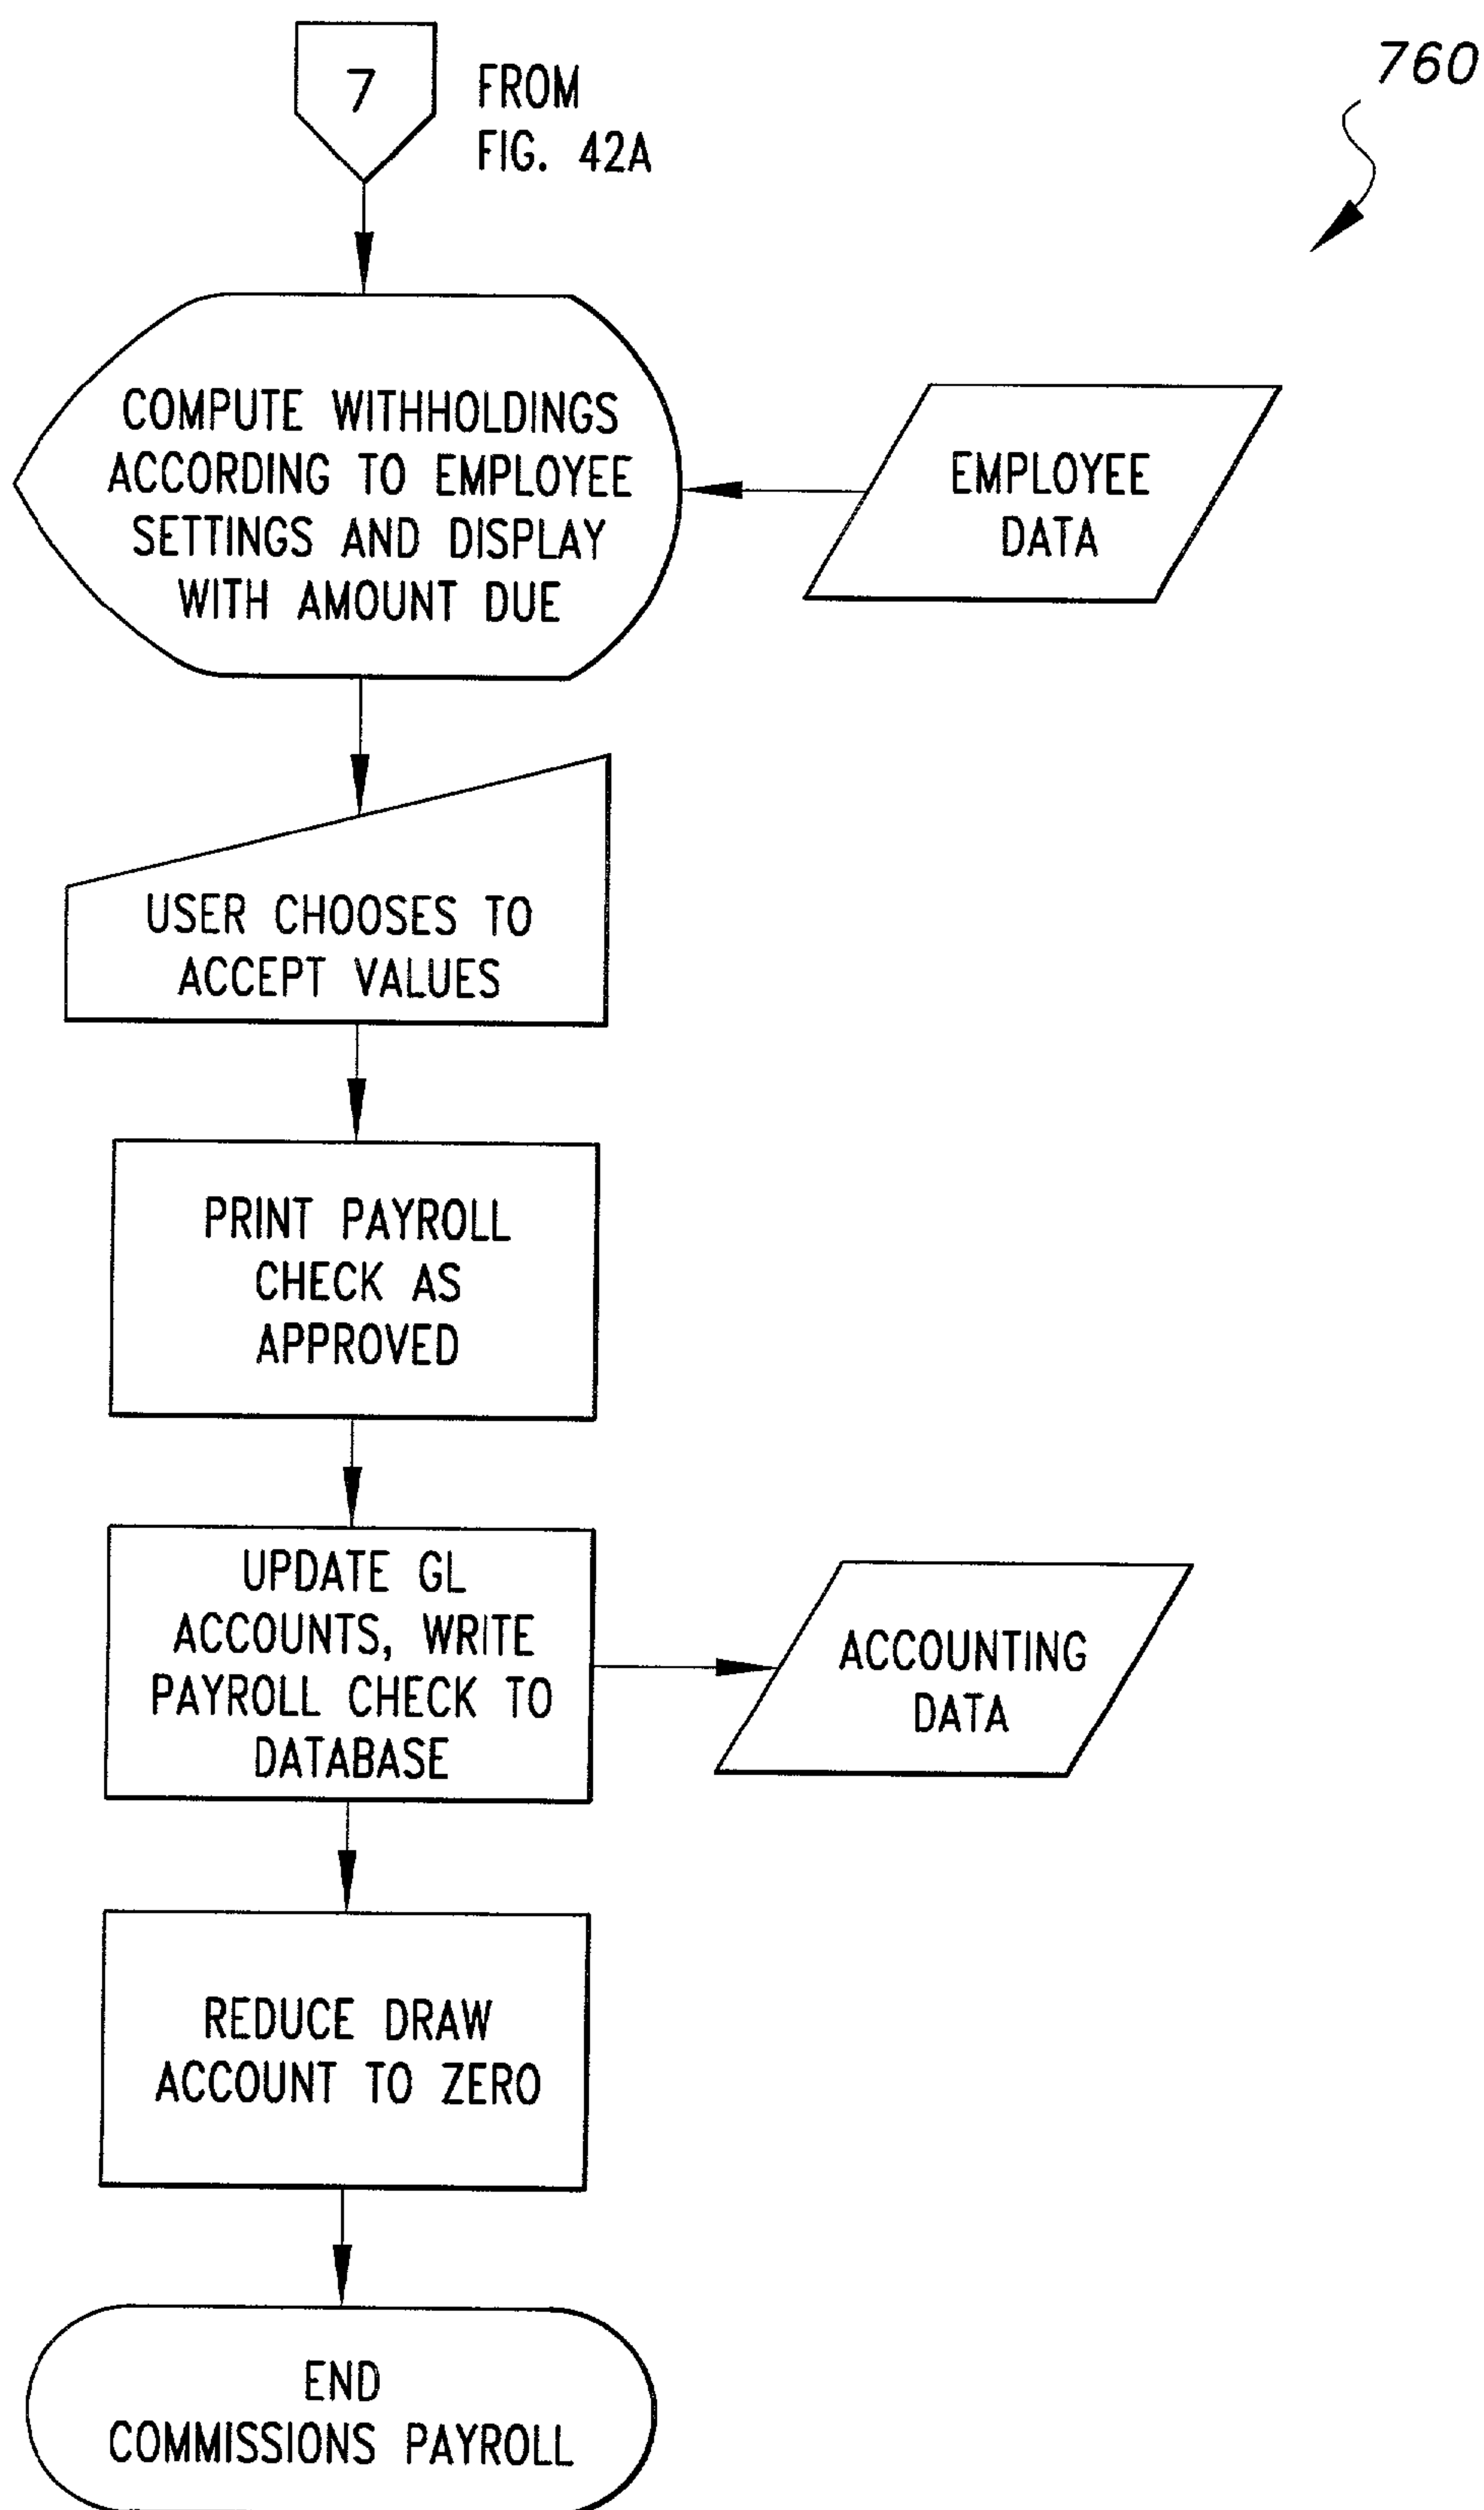 7
FROM
FIG. 42A
760
COMPUTE WITHHOLDINGS
ACCORDING TO EMPLOYEE
SETTINGS AND DISPLAY
WITH AMOUNT DUE
EMPLOYEE
DATA
USER CHOOSES TO
ACCEPT VALUES
PRINT PAYROLL
CHECK AS
APPROVED
UPDATE GL
ACCOUNTS, WRITE
PAYROLL CHECK TO
DATABASE
ACCOUNTING
DATA
REDUCE DRAW
ACCOUNT TO ZERO
END
COMMISSIONS PAYROLL